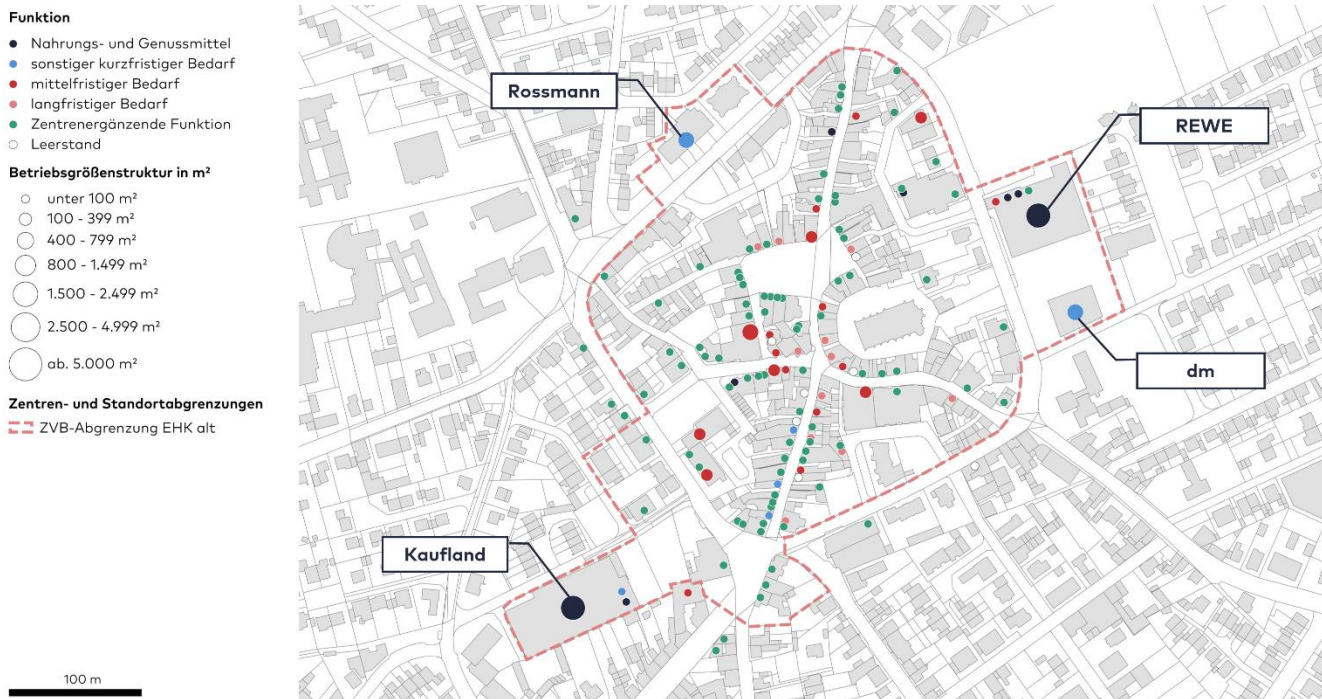 Funktion
Nahrungs- und Genussmittel
sonstiger kurzfristiger Bedarf
mittelfristiger Bedarf
langfristiger Bedarf
Zentrenergänzende Funktion
Leerstand
Betriebsgrößenstruktur in m²
unter 100 m²
100 - 399 m²
400 - 799 m²
800 - 1.499 m²
1.500 - 2.499 m²
2.500 - 4.999 m²
ab. 5.000 m²
Zentren- und Standortabgrenzungen
ZVB-Abgrenzung EHK alt
100 m
Rossmann
REWE
dm
Kaufland